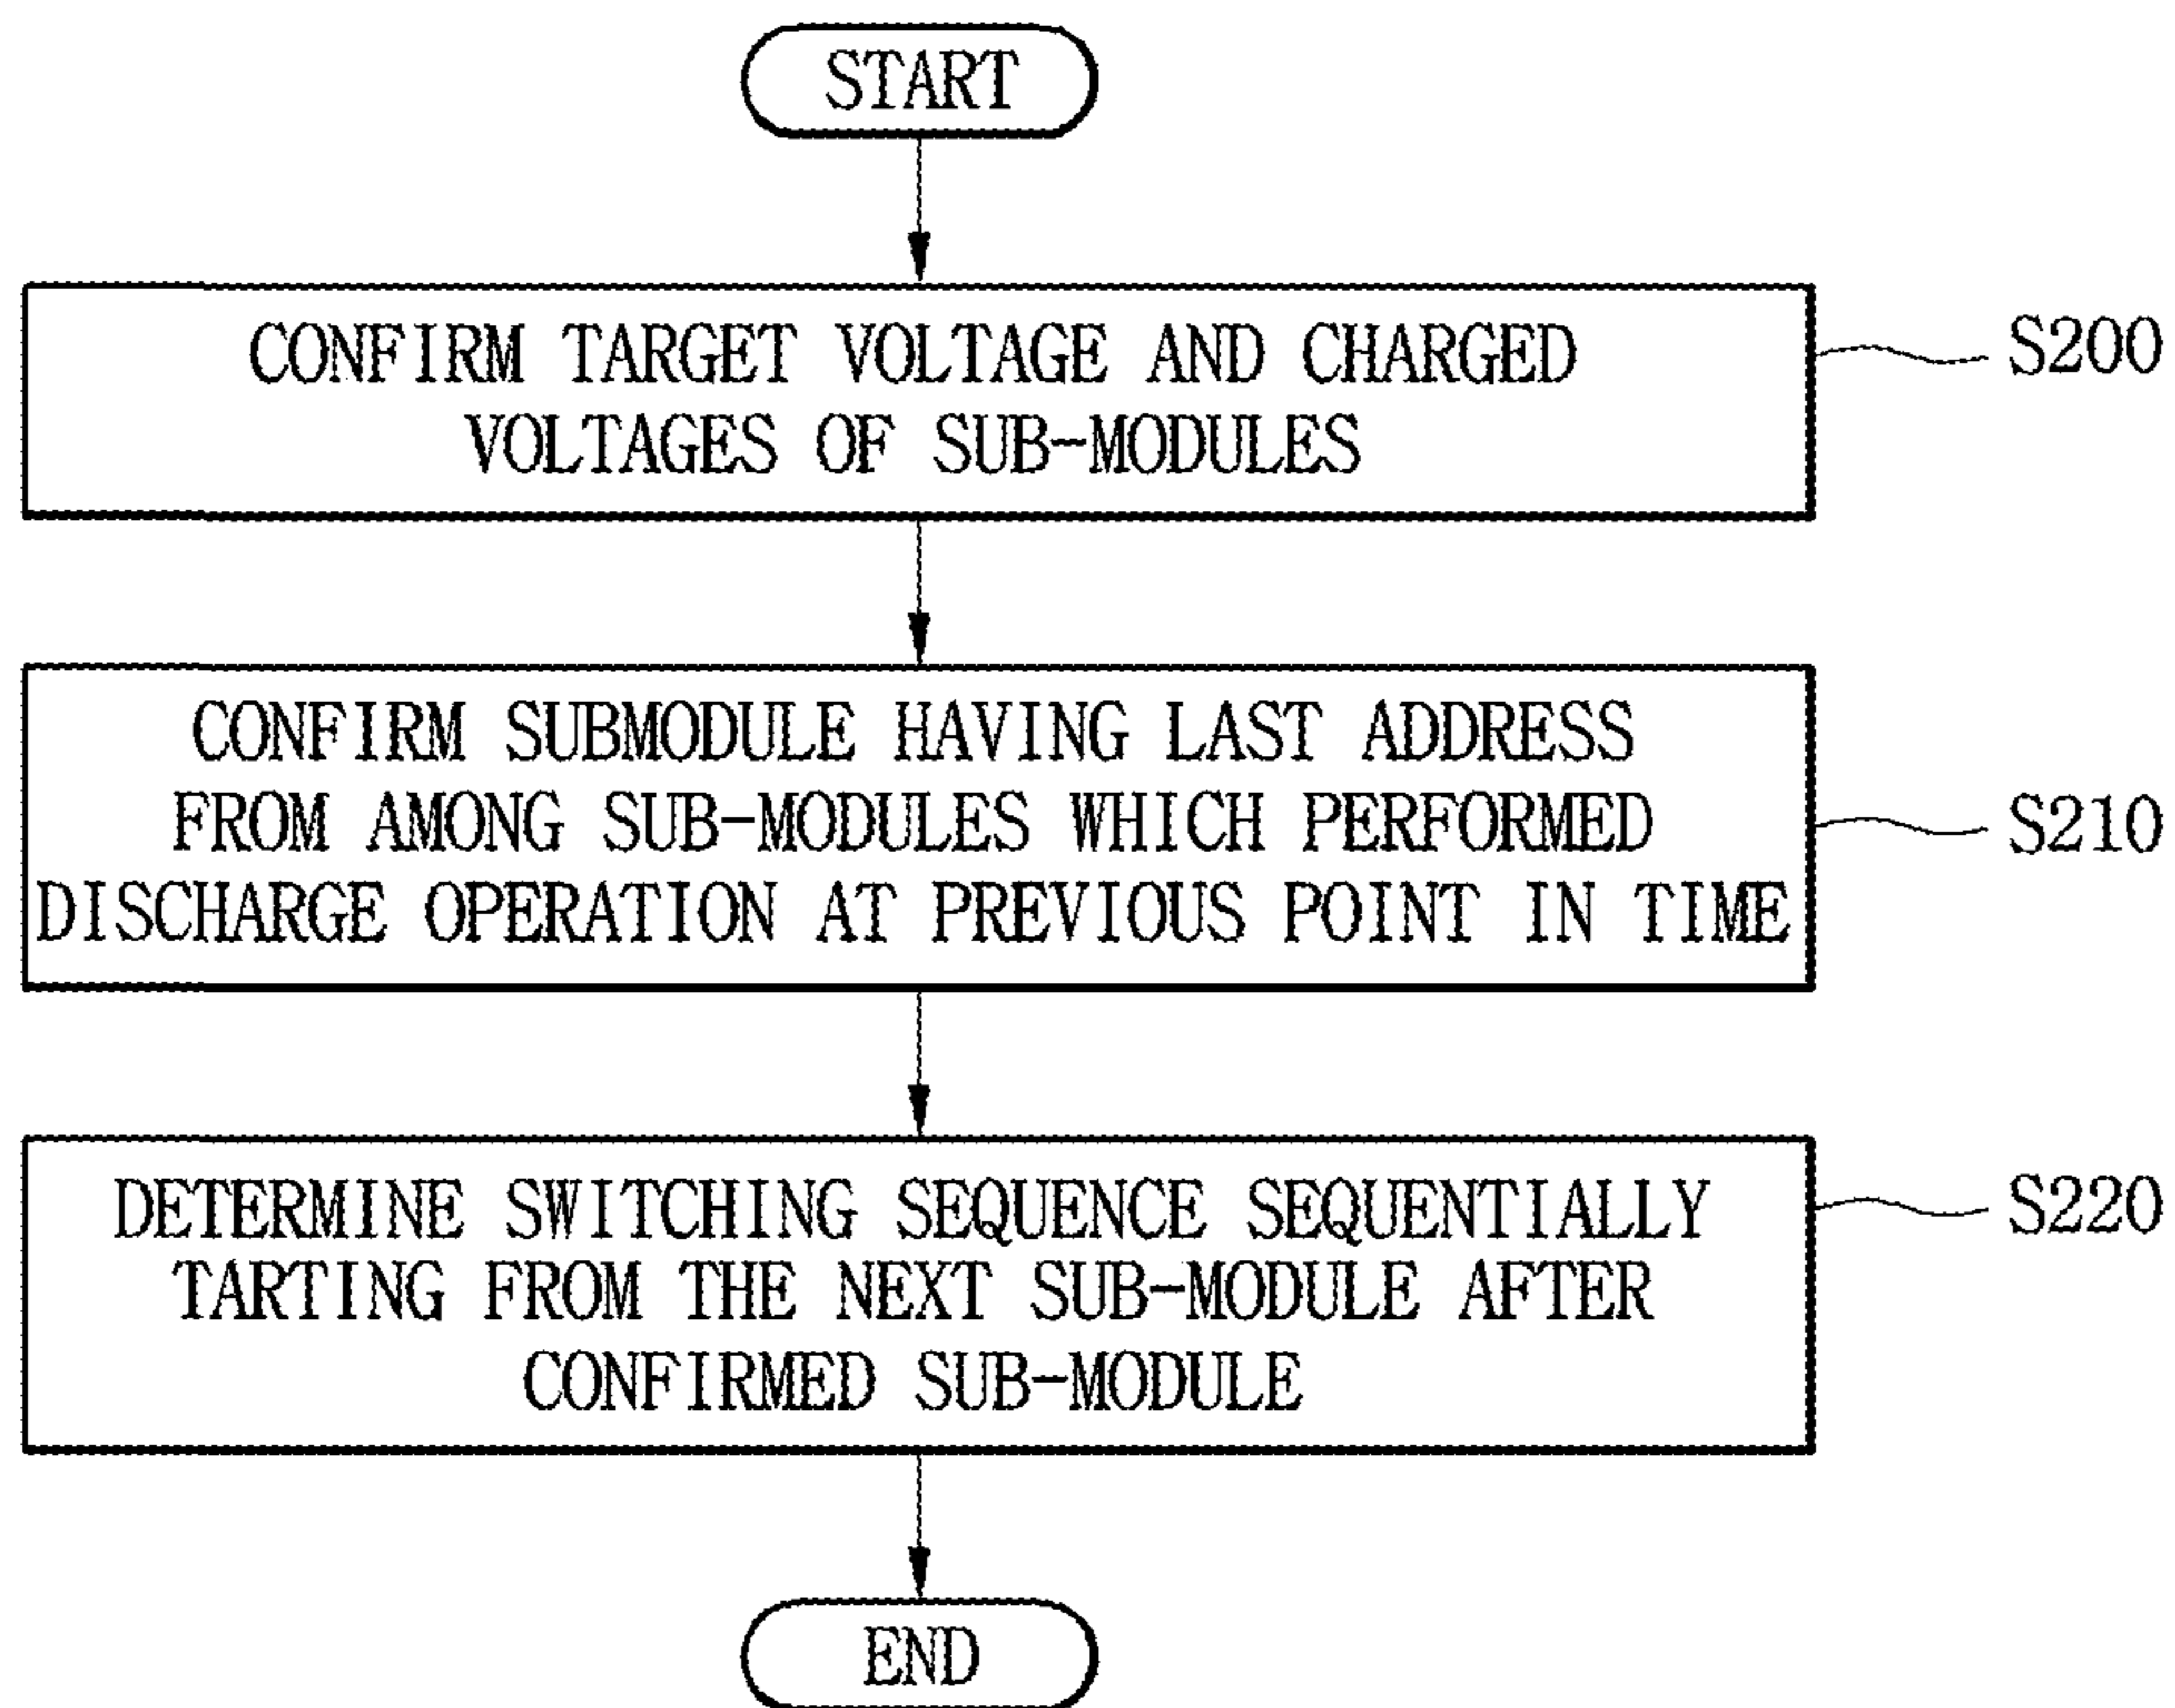 START
CONFIRM TARGET VOLTAGE AND CHARGED
VOLTAGES OF SUB-MODULES
S200
CONFIRM SUBMODULE HAVING LAST ADDRESS
FROM AMONG SUB-MODULES WHICH PERFORMED
DISCHARGE OPERATION AT PREVIOUS POINT IN TIME
S210
DETERMINE SWITCHING SEQUENCE SEQUENTIALLY
TARTING FROM THE NEXT SUB-MODULE AFTER
CONFIRMED SUB-MODULE
S220
END